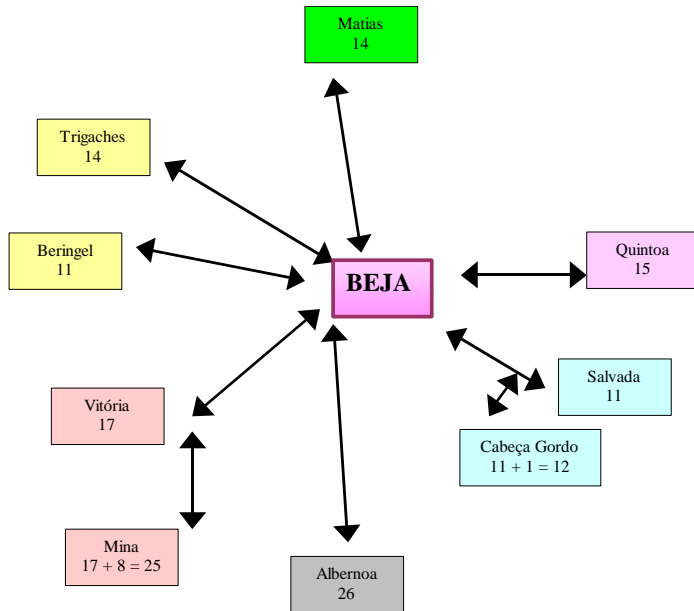 Matias
14
Trigaches
14
Beringel
11
BEJA
Quintoa
15
Salvada
11
Vitória
17
Cabeça Gordo
11 + 1 = 12
Mina
17 + 8 = 25
Albernoa
26